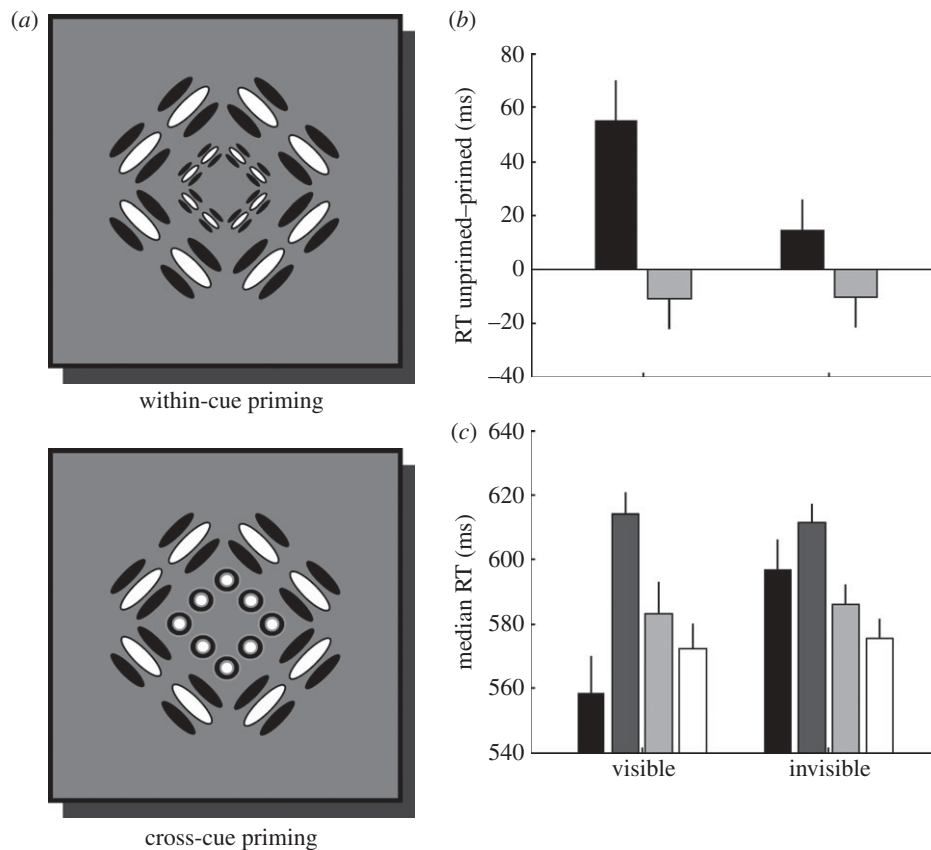 (a)
within-cue priming
cross-cue priming
(b)
RT unprimed–primed (ms)
80
60
40
20
0
–20
–40
(c)
median RT (ms)
640
620
600
580
560
540
visible invisible